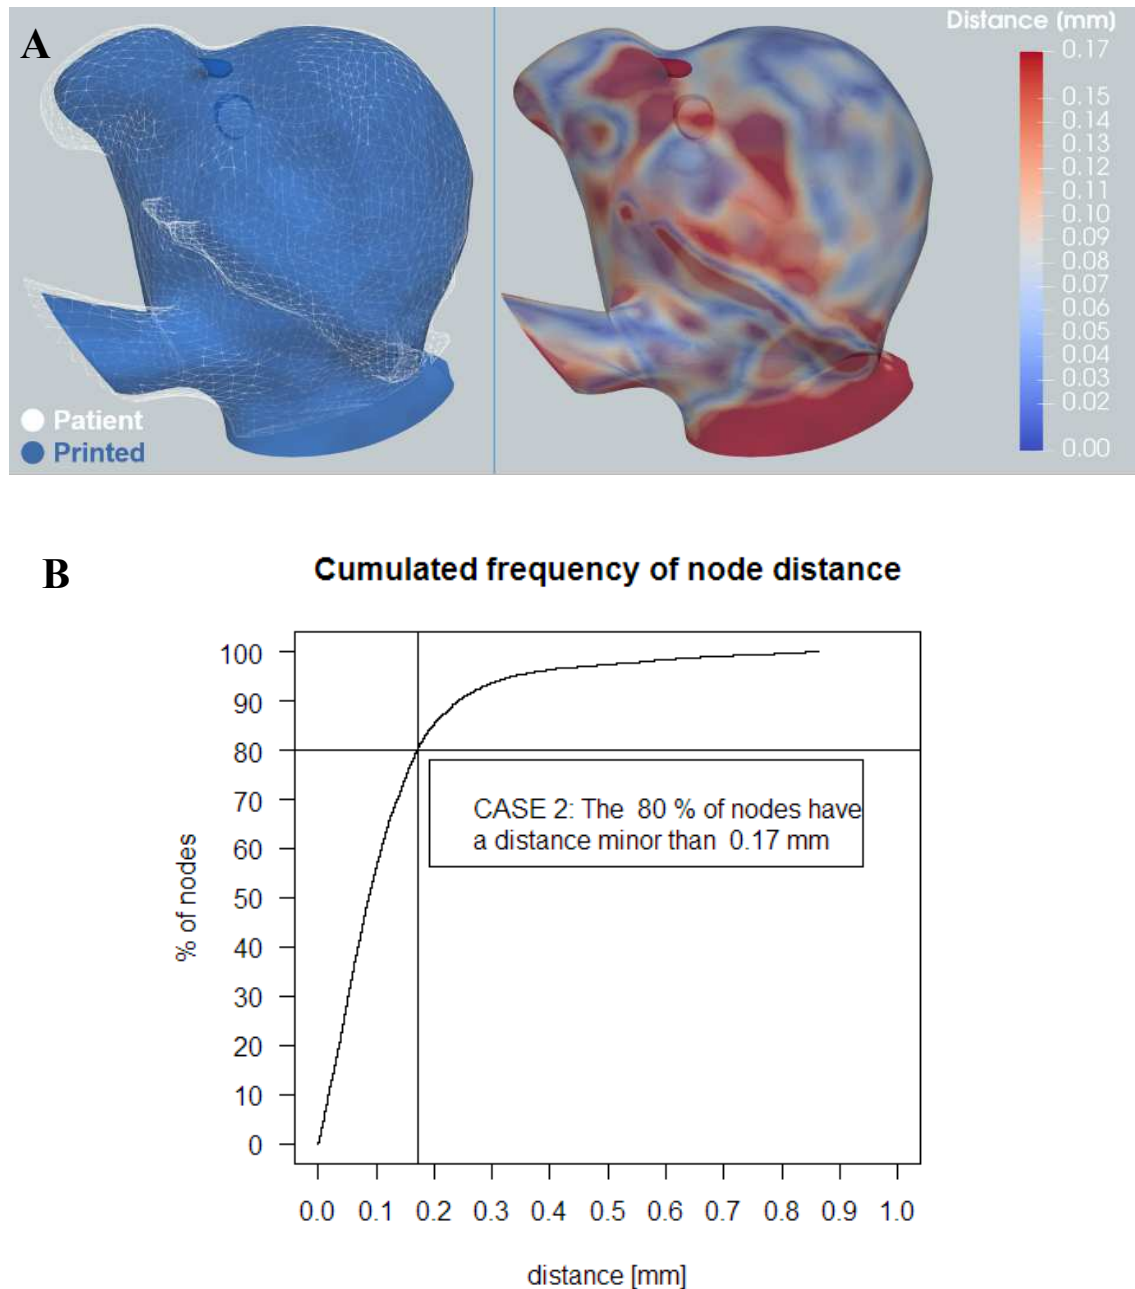 A
Distance (mm)
0.17
0.15
0.14
0.13
0.12
0.11
0.10
0.09
0.08
0.07
0.06
0.05
0.04
0.03
0.02
0.00
Patient
Printed
B
Cumulated frequency of node distance
100
90
80
70
60
50
40
30
20
10
0
% of nodes
CASE 2: The 80 % of nodes have
a distance minor than 0.17 mm
0.0 0.1 0.2 0.3 0.4 0.5 0.6 0.7 0.8 0.9 1.0
distance [mm]